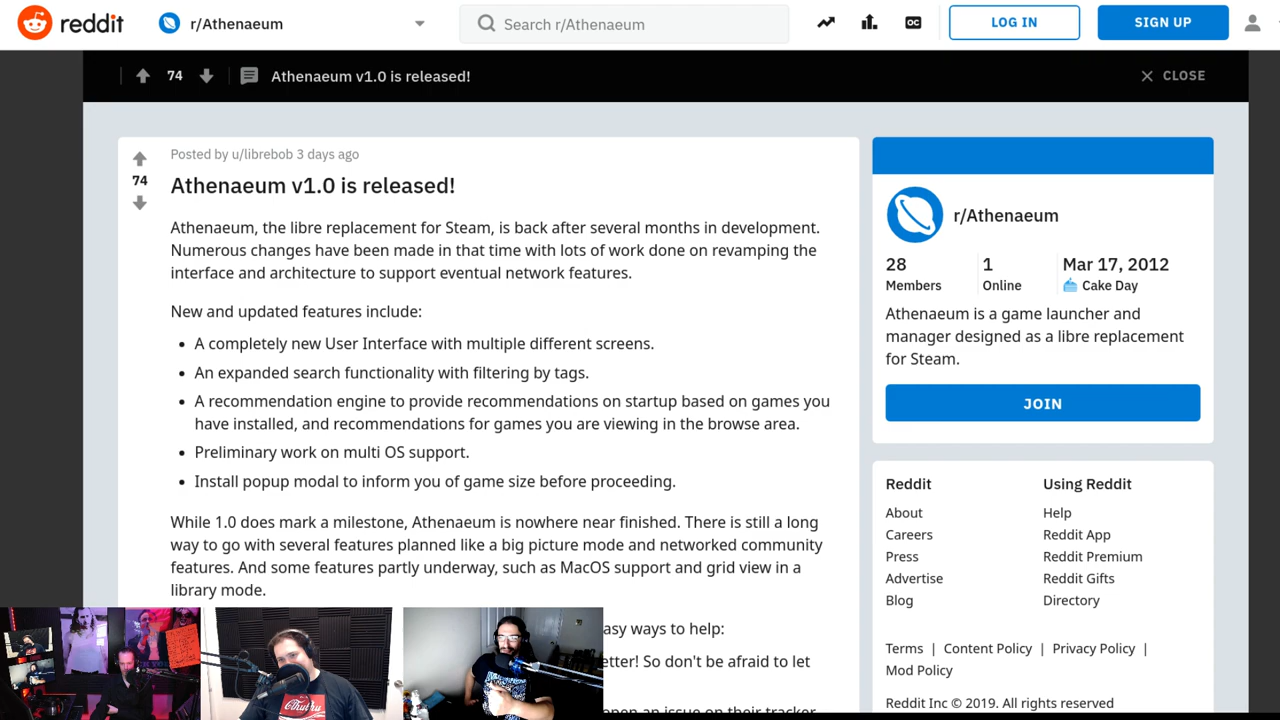 reddit
r/Athenaeum
Search r/Athenaeum
OC
LOG IN
SIGN UP
74
Athenaeum v1.0 is released!
CLOSE
Posted by u/librebob 3 days ago
74
Athenaeum v1.0 is released!
Athenaeum, the libre replacement for Steam, is back after several months in development.
Numerous changes have been made in that time with lots of work done on revamping the
interface and architecture to support eventual network features.
New and updated features include:
• A completely new User Interface with multiple different screens.
• An expanded search functionality with filtering by tags.
• A recommendation engine to provide recommendations on startup based on games you
have installed, and recommendations for games you are viewing in the browse area.
• Preliminary work on multi OS support.
• Install popup modal to inform you of game size before proceeding.
While 1.0 does mark a milestone, Athenaeum is nowhere near finished. There is still a long
way to go with several features planned like a big picture mode and networked community
features. And some features partly underway, such as MacOS support and grid view in a
library mode.
asy ways to help:
etter! So don't be afraid to let
open an issue on their tracker
r/Athenaeum
28
Members
1
Online
Mar 17, 2012
Cake Day
Athenaeum is a game launcher and
manager designed as a libre replacement
for Steam.
JOIN
Reddit
About
Careers
Press
Advertise
Blog
Using Reddit
Help
Reddit App
Reddit Premium
Reddit Gifts
Directory
Terms | Content Policy | Privacy Policy |
Mod Policy
Reddit Inc © 2019. All rights reserved
Cthulhu